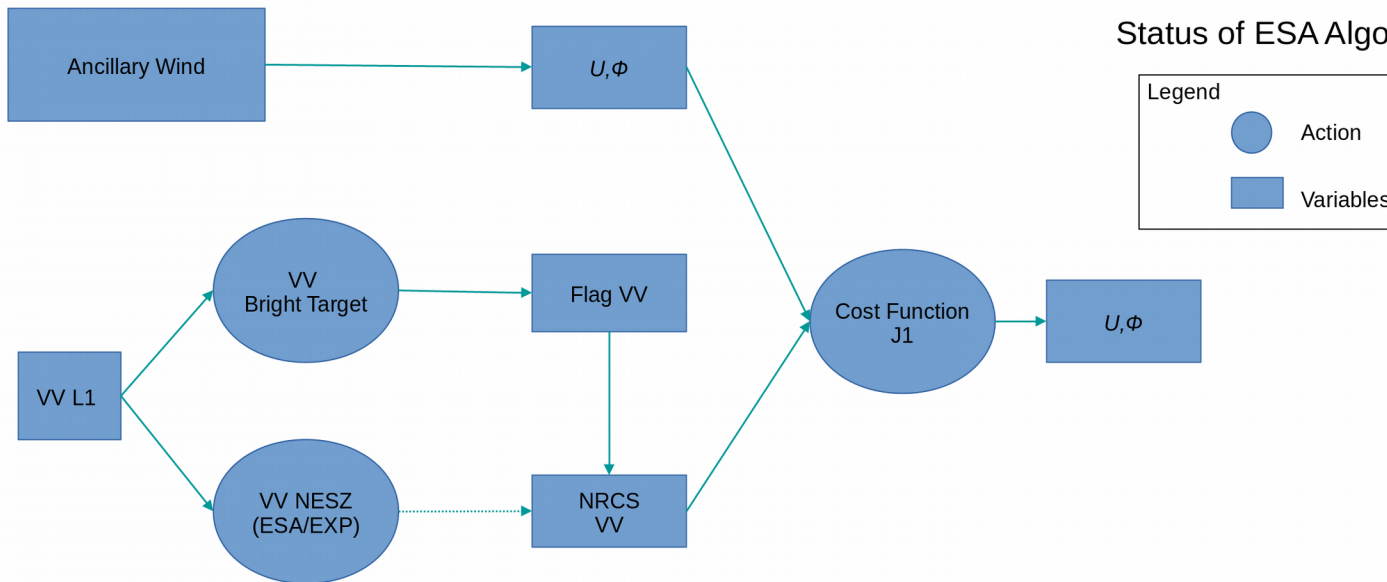 Status of ESA Algo
Legend
Action
Variables
Ancillary Wind
U,Φ
VV
Bright Target
Flag VV
VV L1
VV NESZ
(ESA/EXP)
NRCS
VV
Cost Function
J1
U,Φ